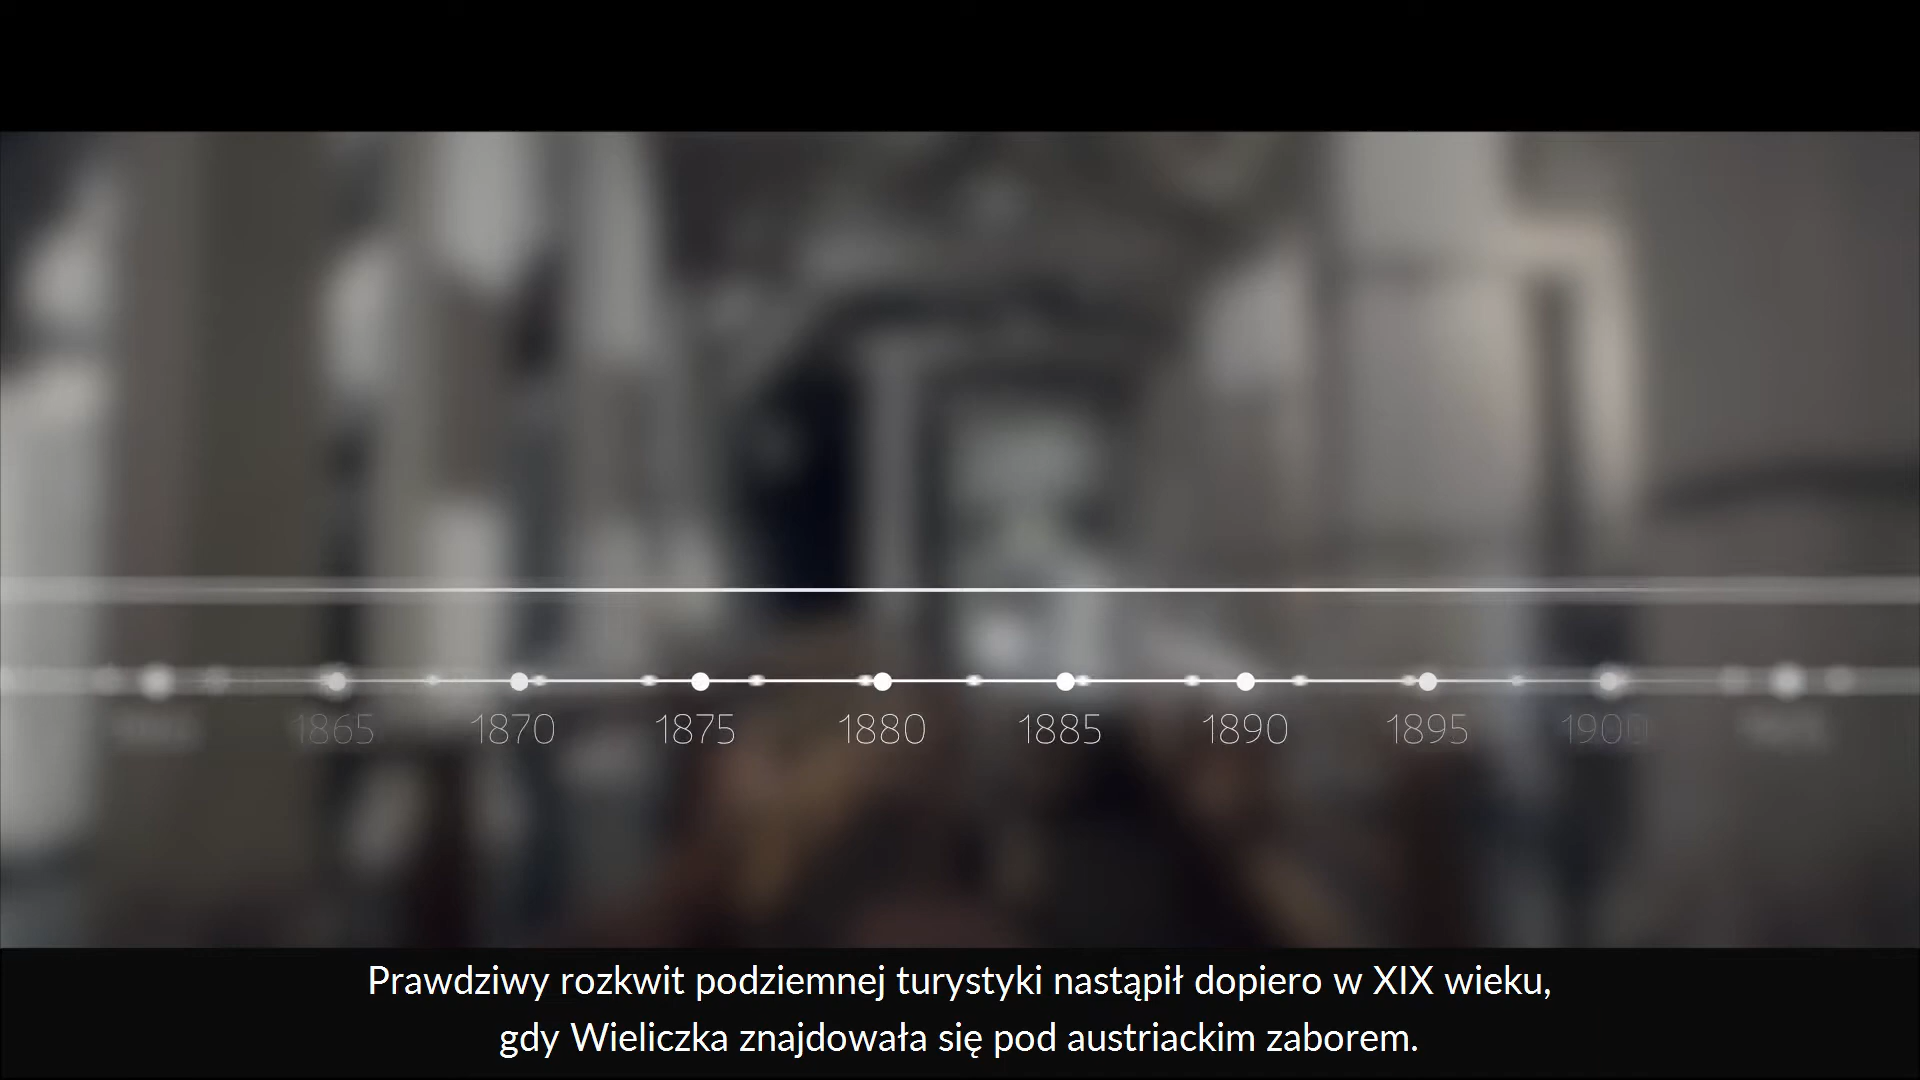 1865 1870 1875 1880 1885 1890 1895 1900
Prawdziwy rozkwit podziemnej turystyki nastąpił dopiero w XIX wieku,
gdy Wieliczka znajdowała się pod austriackim zaborem.